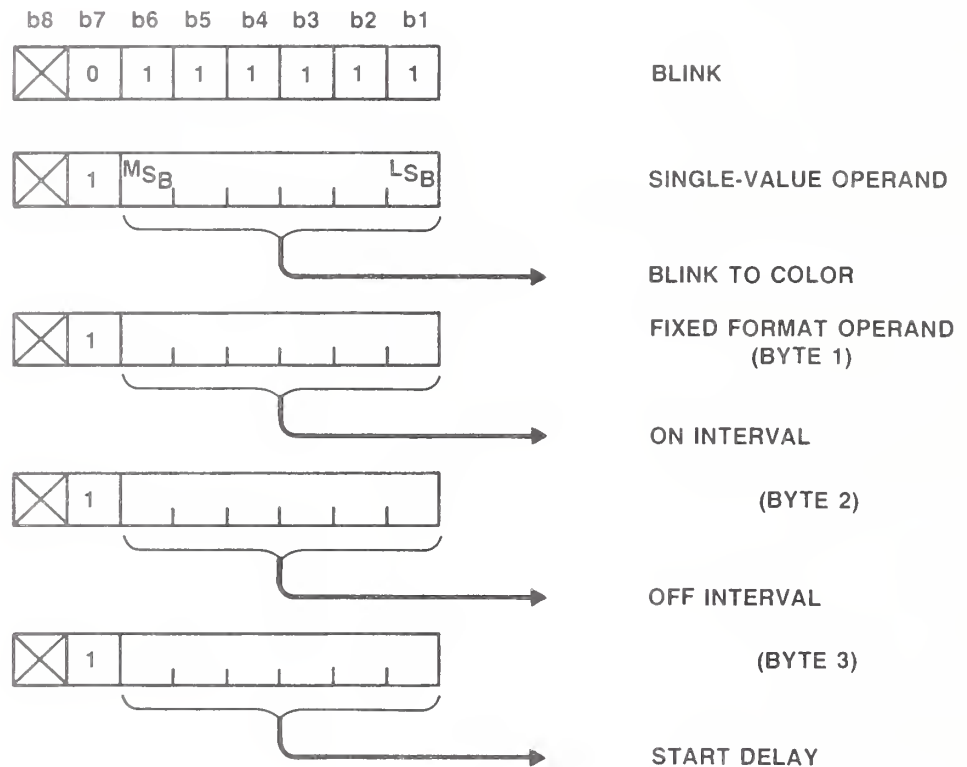 b8 b7 b6 b5 b4 b3 b2 b1
0 1 1 1 1 1 1 BLINK
1 MSB LSB SINGLE-VALUE OPERAND
BLINK TO COLOR
1 FIXED FORMAT OPERAND
(BYTE 1)
ON INTERVAL
1 (BYTE 2)
OFF INTERVAL
1 (BYTE 3)
START DELAY